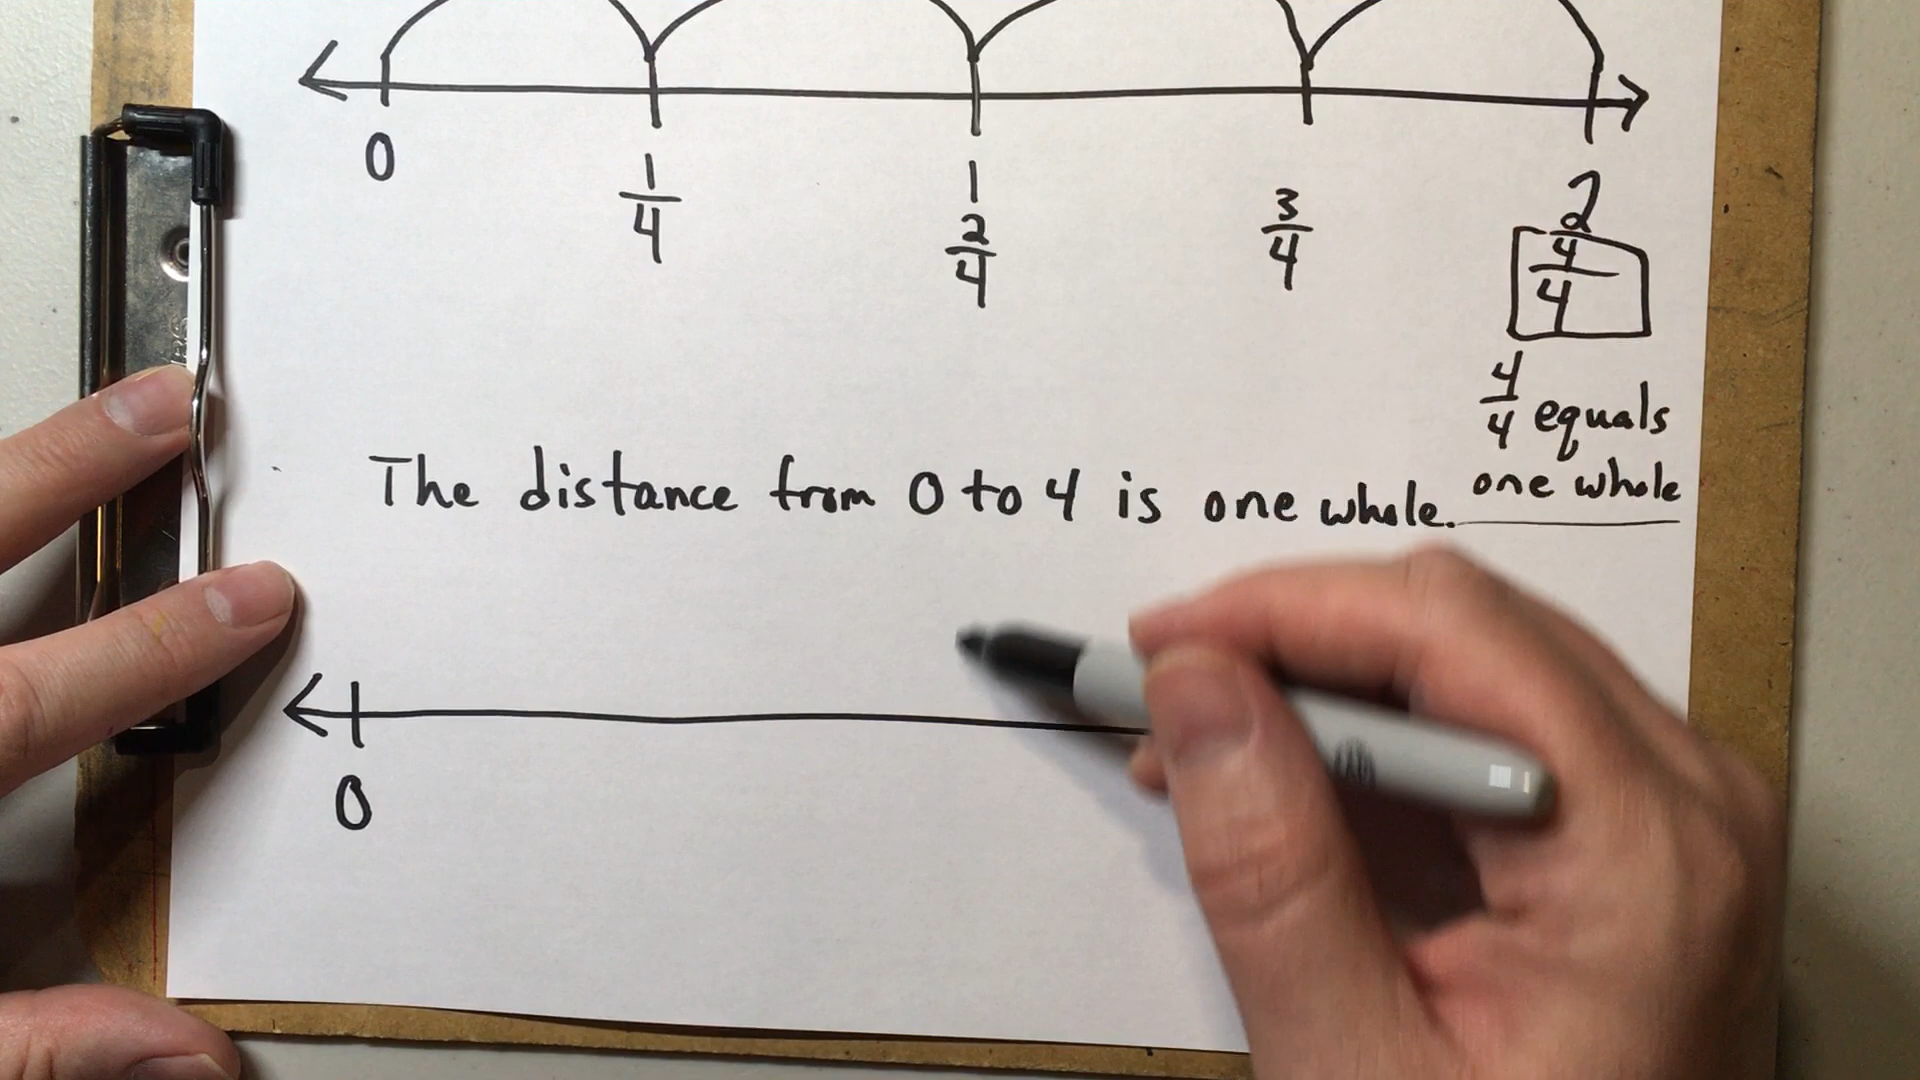 0 1/4 1 3/4 2
2/4 4/4
4/4 equals
one whole
The distance from 0 to 4 is one whole.
0